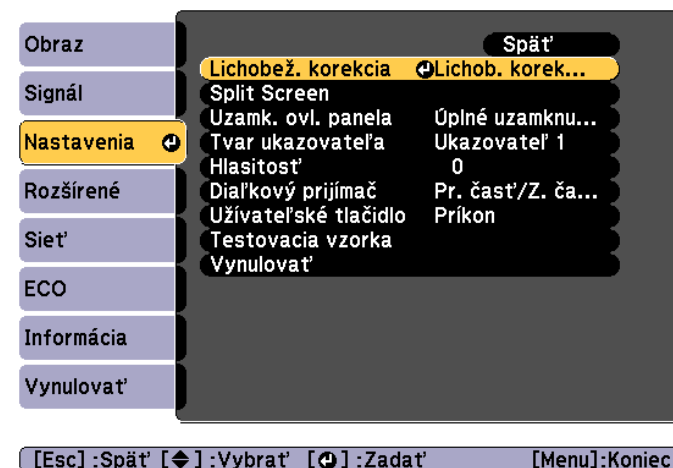 Obraz
Signál
Nastavenia
Rozšírené
Sieť
ECO
Informácia
Vynulovať
Späť
Lichobež. korekcia Lichob. korek...
Split Screen
Uzamk. ovl. panela Úplné uzamknu...
Tvar ukazovateľa Ukazovateľ 1
Hlasitosť 0
Diaľkový prijímač Pr. časť/Z. ča...
Užívateľské tlačidlo Príkon
Testovacia vzorka
Vynulovať
[Esc] :Späť [◆] :Vybrať [⏎] :Zadať [Menu]:Koniec